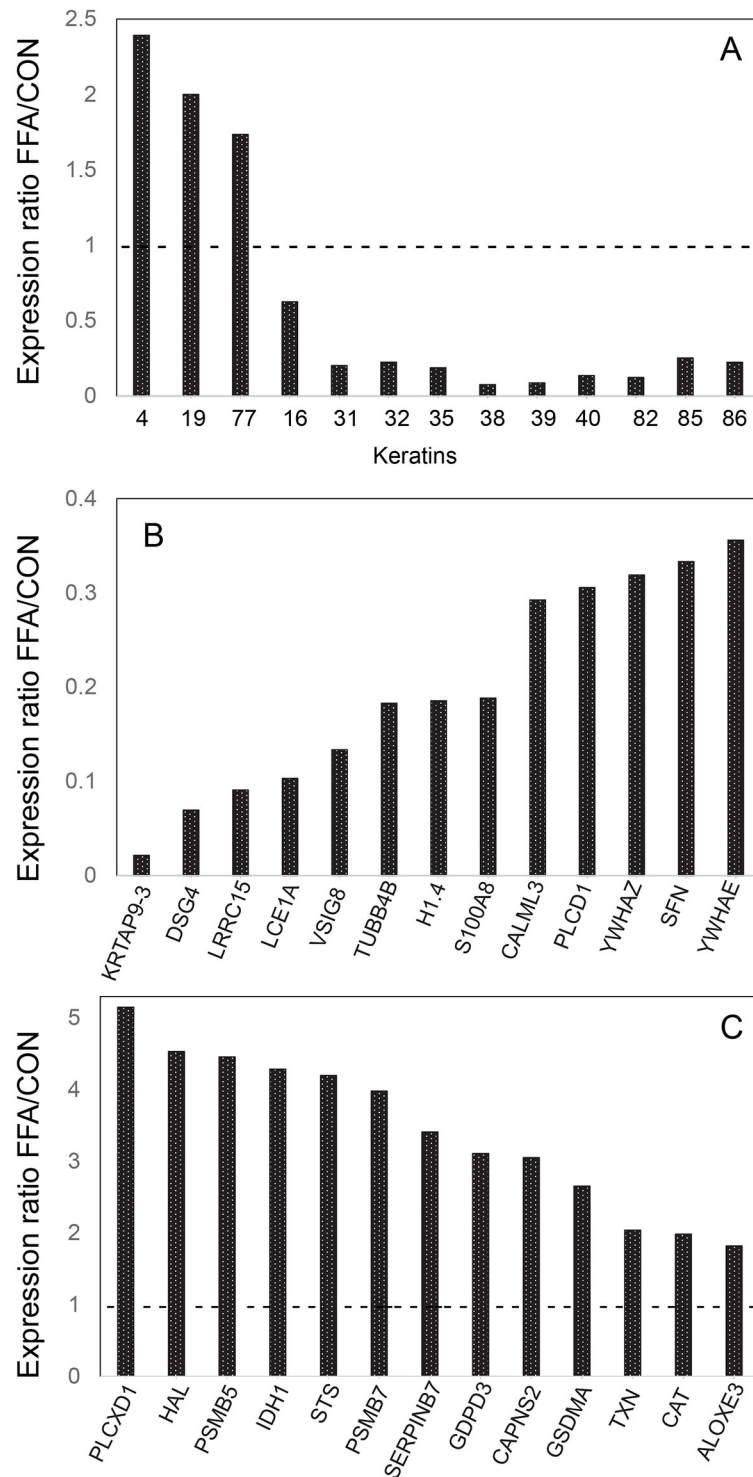 A
Expression ratio FFA/CON
2.5
2
1.5
1
0.5
0
4 19 77 16 31 32 35 38 39 40 82 85 86
Keratins
B
Expression ratio FFA/CON
0.4
0.3
0.2
0.1
0
KRTAP9-3 DSG4 LRRC15 LCE1A VSIG8 TUBB4B H1.4 S100A8 CALML3 PLCD1 YWHAZ SFN YWHAE
C
Expression ratio FFA/CON
5
4
3
2
1
0
PLCXD1 HAL PSMB5 IDH1 STS PSMB7 SERPINB7 GDPD3 CAPNS2 GSDMA TXN CAT ALOXE3